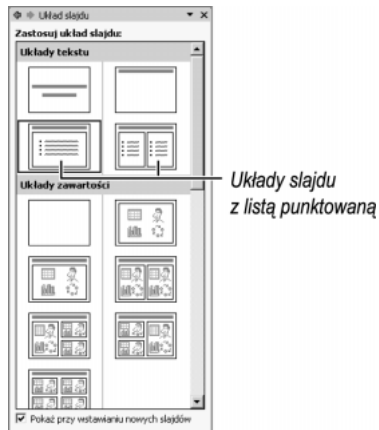 Układ slajdu
Zastosuj układ slajdu:
Układy tekstu
Układy slajdu
z listą punktowaną
Układy zawartości
Pokaż przy wstawianiu nowych slajdów